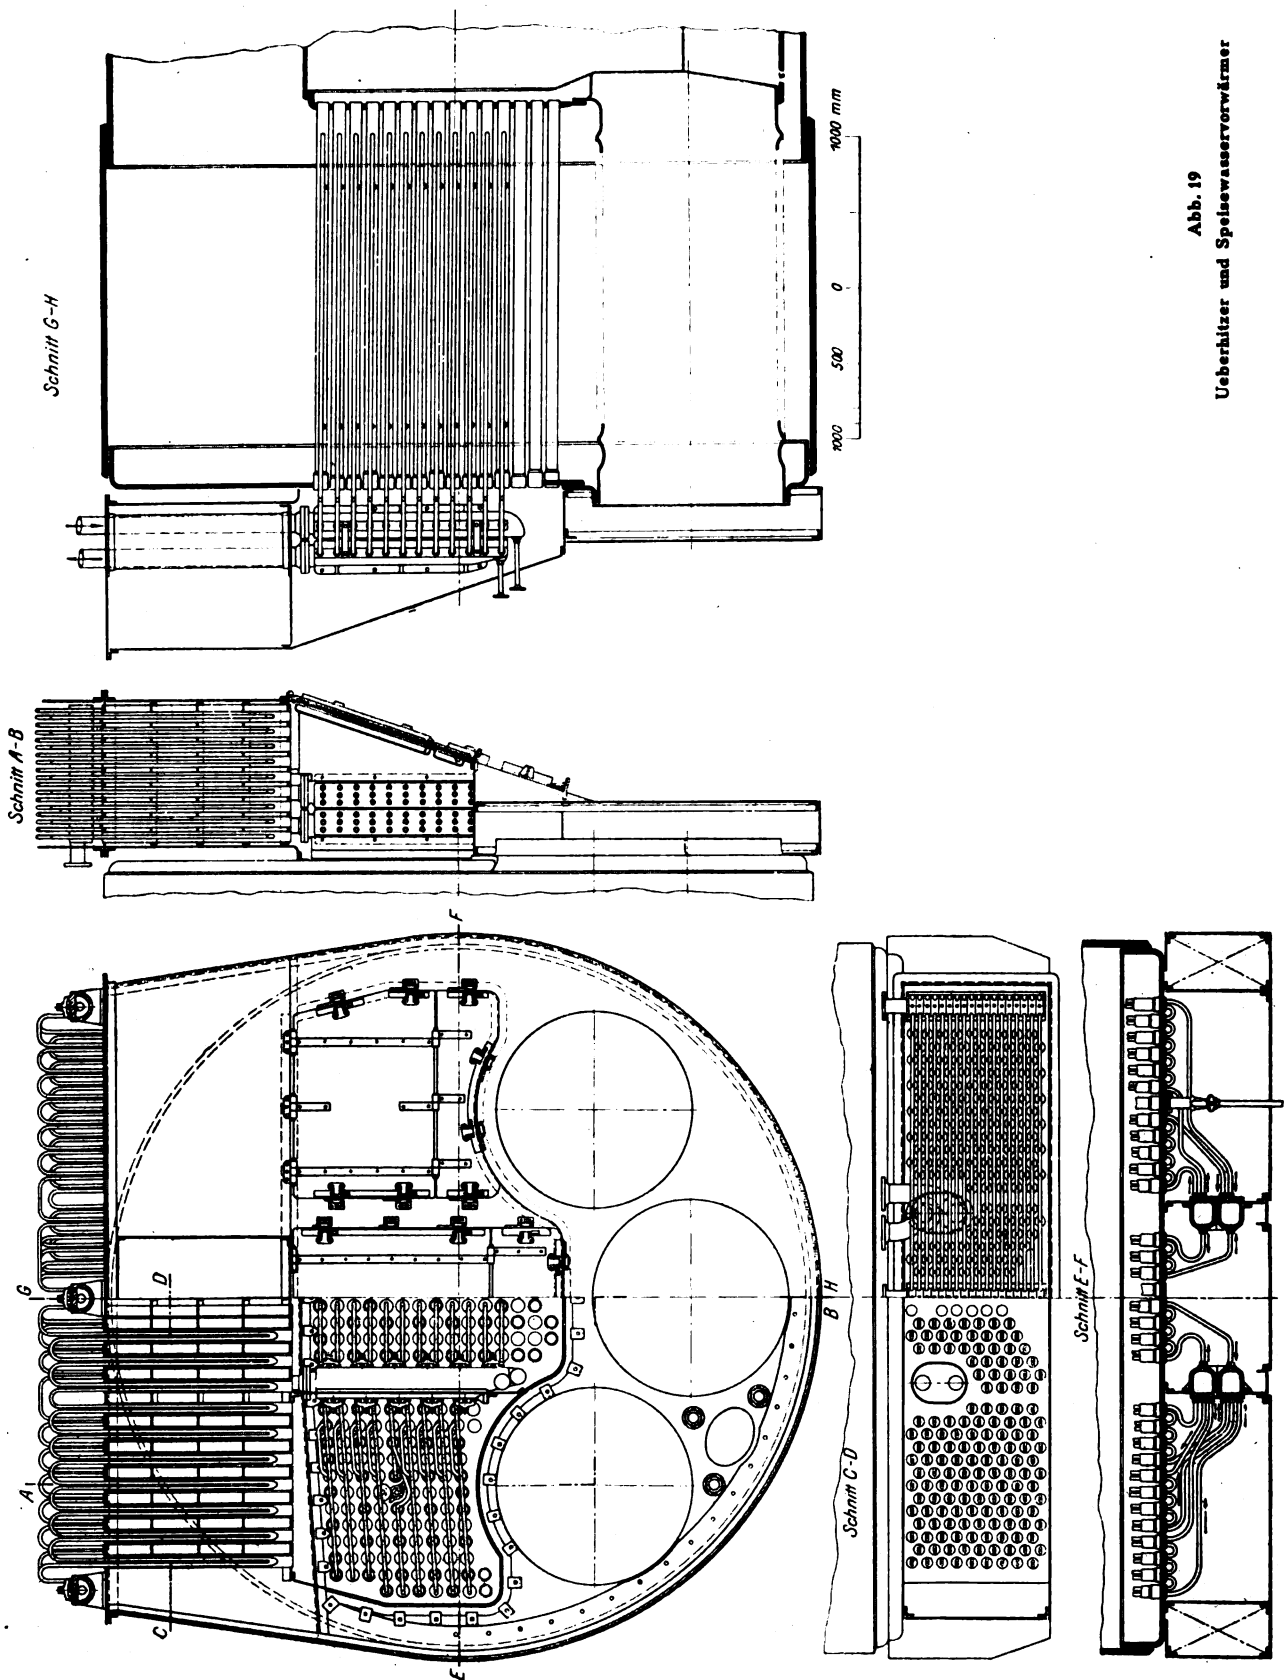 Schnitt G-H
1000 500 0 1000 mm
Schnitt A-B
A G
C D
E F
B H
Schnitt C-D
Schnitt E-F
Abb. 19
Ueberhitzer und Speisewasservorwärmer